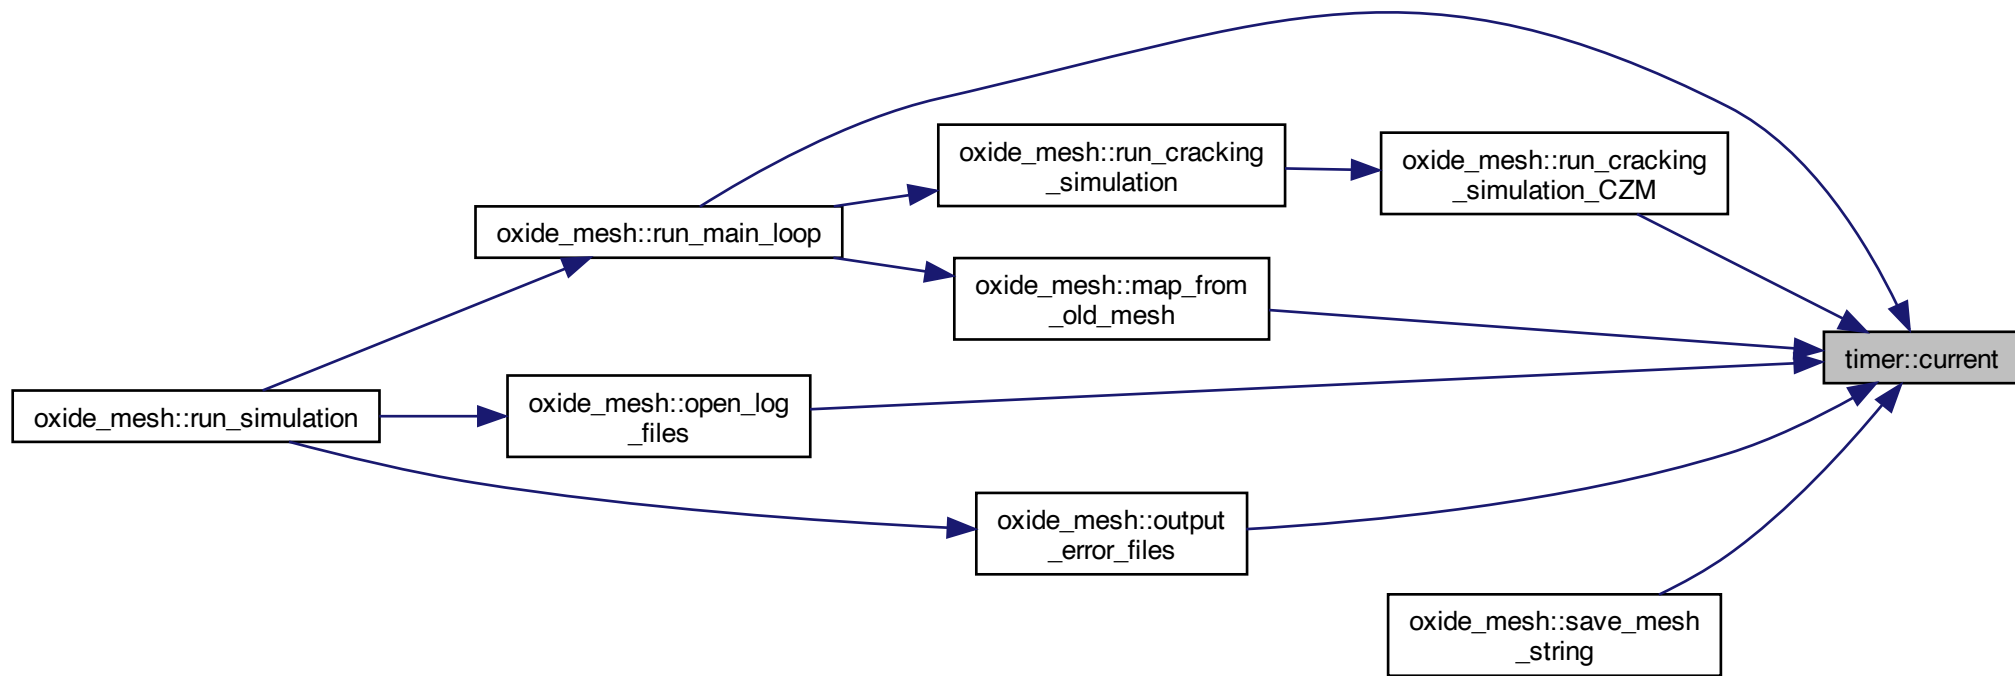 oxide_mesh::run_cracking
_simulation
oxide_mesh::run_cracking
_simulation_CZM
oxide_mesh::run_main_loop
oxide_mesh::map_from
_old_mesh
timer::current
oxide_mesh::run_simulation
oxide_mesh::open_log
_files
oxide_mesh::output
_error_files
oxide_mesh::save_mesh
_string